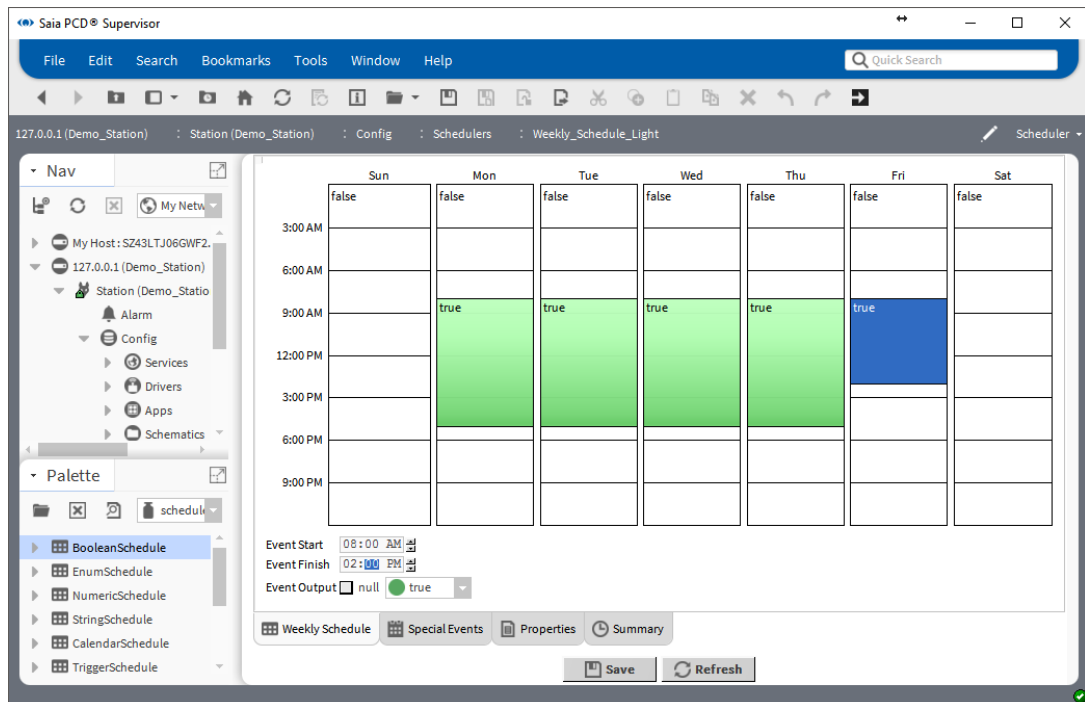 Saia PCD® Supervisor
File Edit Search Bookmarks Tools Window Help
Quick Search
127.0.0.1 (Demo_Station) : Station (Demo_Station) : Config : Schedulers : Weekly_Schedule_Light
Scheduler
Nav
My Netw
My Host : SZ43LTJ06GWF2.
127.0.0.1 (Demo_Station)
Station (Demo_Statio
Alarm
Config
Services
Drivers
Apps
Schematics
Palette
schedule
BooleanSchedule
EnumSchedule
NumericSchedule
StringSchedule
CalendarSchedule
TriggerSchedule
Sun Mon Tue Wed Thu Fri Sat
false false false false false false false
3:00 AM
6:00 AM
true true true true true
9:00 AM
12:00 PM
3:00 PM
6:00 PM
9:00 PM
Event Start 08:00 AM
Event Finish 02:00 PM
Event Output null true
Weekly Schedule Special Events Properties Summary
Save Refresh